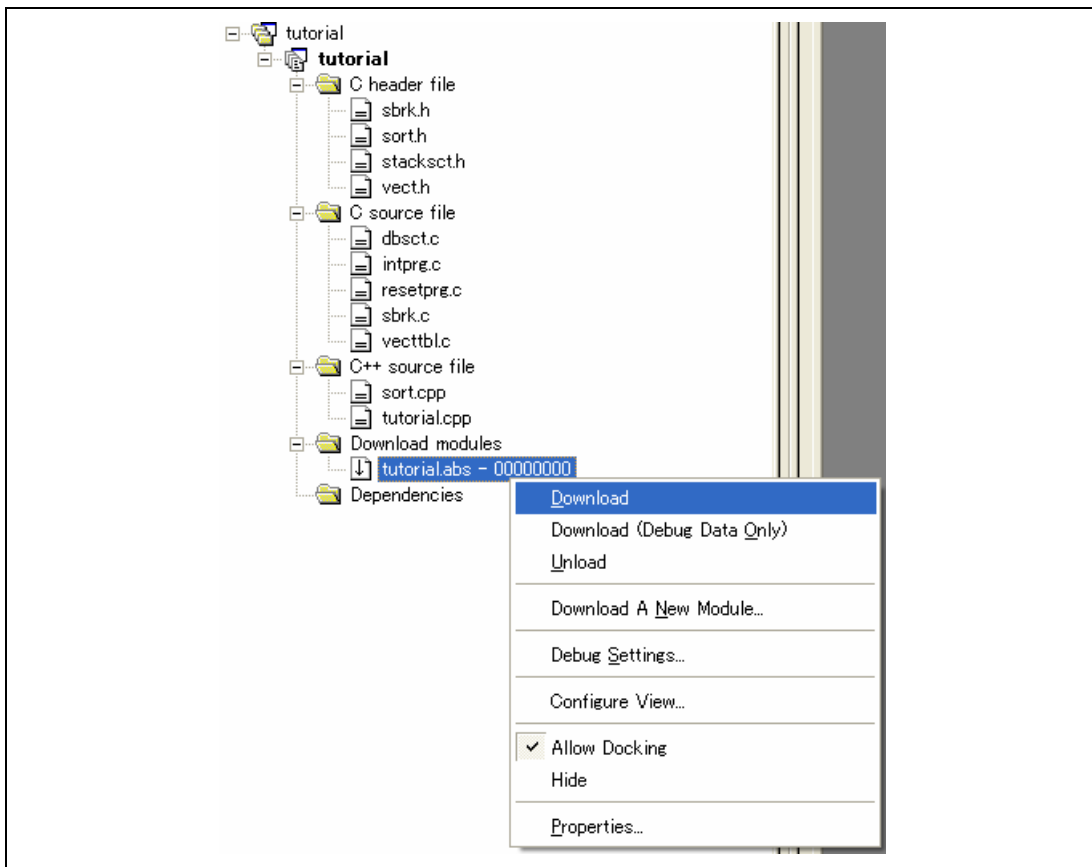 tutorial
tutorial
C header file
sbrk.h
sort.h
stacksct.h
vect.h
C source file
dbsct.c
intprg.c
resetprg.c
sbrk.c
vecttbl.c
C++ source file
sort.cpp
tutorial.cpp
Download modules
tutorial.abs - 00000000
Dependencies
Download
Download (Debug Data Only)
Unload
Download A New Module...
Debug Settings...
Configure View...
Allow Docking
Hide
Properties...